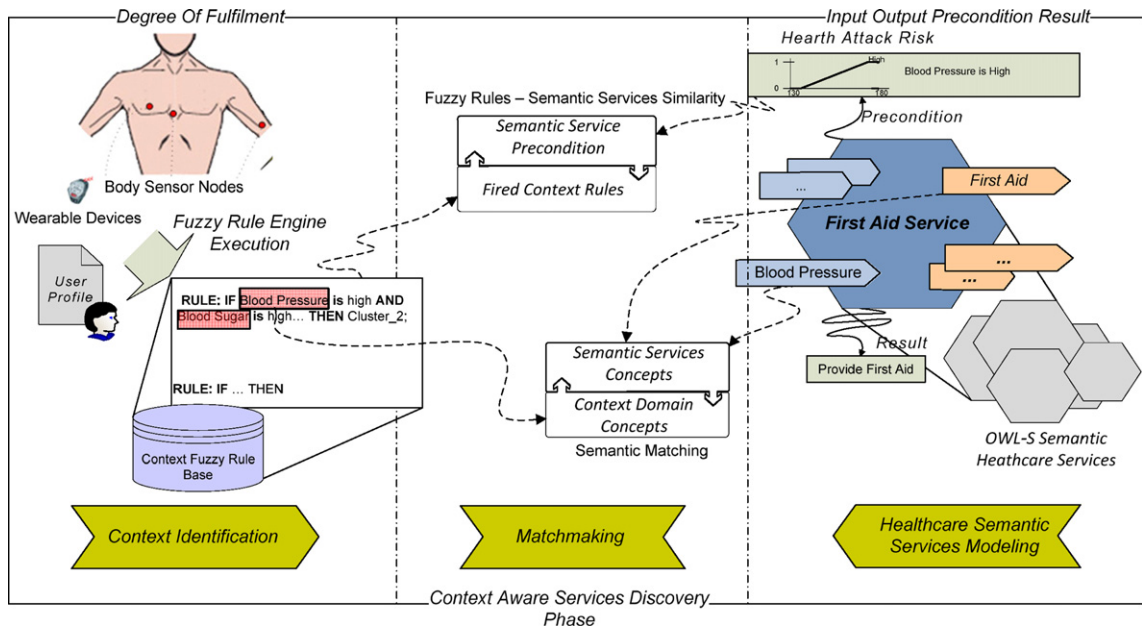 Degree Of Fulfilment
Body Sensor Nodes
Wearable Devices
User
Profile
Fuzzy Rule Engine
Execution
RULE: IF Blood Pressure is high AND
Blood Sugar is high... THEN Cluster_2;
RULE: IF ... THEN
Context Fuzzy Rule
Base
Context Identification
Fuzzy Rules – Semantic Services Similarity
Semantic Service
Precondition
Fired Context Rules
Semantic Services
Concepts
Context Domain
Concepts
Semantic Matching
Matchmaking
Input Output Precondition Result
Hearth Attack Risk
1
High
0
130
180
Blood Pressure is High
Precondition
...
First Aid
First Aid Service
Blood Pressure
...
...
Result
Provide First Aid
OWL-S Semantic
Heathcare Services
Healthcare Semantic
Services Modeling
Context Aware Services Discovery
Phase